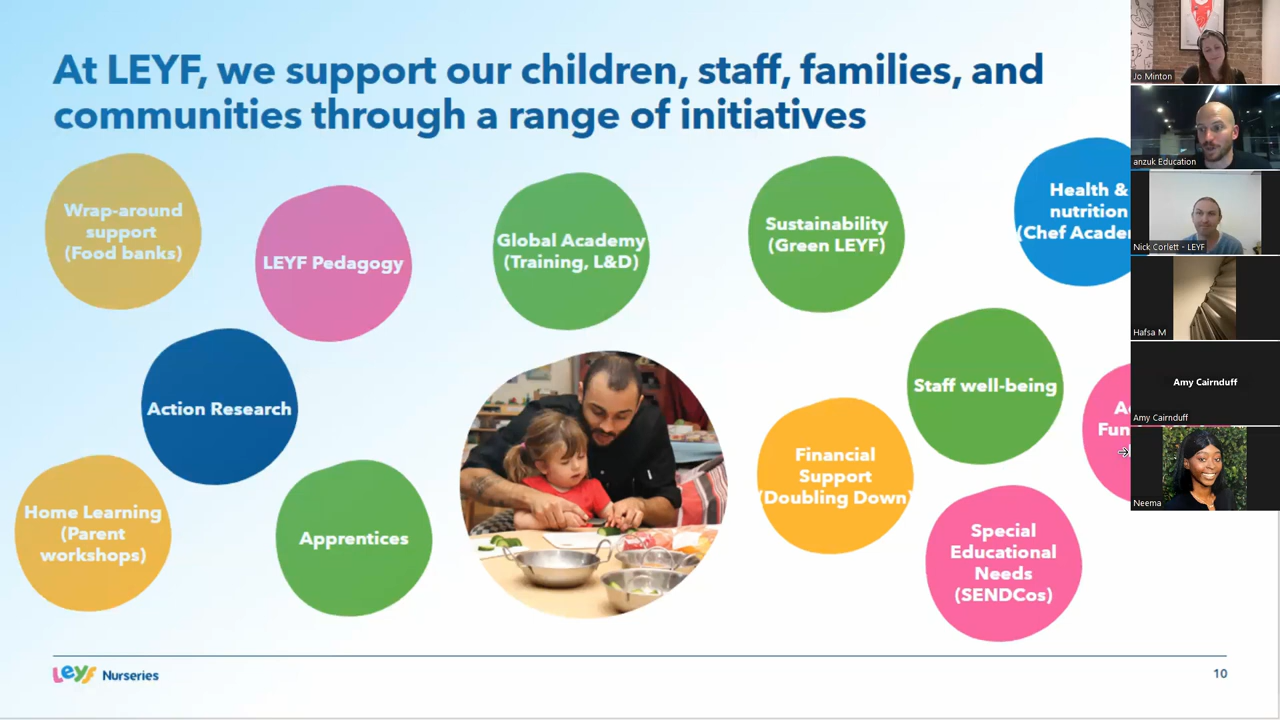 At LEYF, we support our children, staff, families, and
communities through a range of initiatives
Wrap-around
support
(Food banks)
LEYF Pedagogy
Global Academy
(Training, L&D)
Sustainability
(Green LEYF)
Health &
nutrition
(Chef
Action Research
Staff well-being
Home Learning
(Parent
workshops)
Apprentices
Financial
Support
(Doubling Down)
Special
Educational
Needs
(SENDCos)
leyf Nurseries
10
Jo Minton
anzuk Education
Nick Corlett - LEYF
Hafsa M
Amy Cairnduff
Amy Cairnduff
Neema